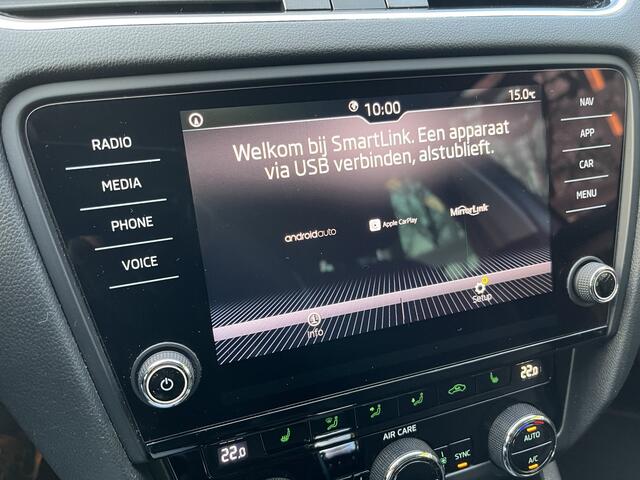 10:00
15.0°C
RADIO
MEDIA
PHONE
VOICE
Welkom bij SmartLink. Een apparaat
via USB verbinden, alstublieft.
androidauto
Apple CarPlay
MirrorLink
Info
Setup
NAV
APP
CAR
MENU
22.0
22.0
AIR CARE
SYNC
AUTO
A/C